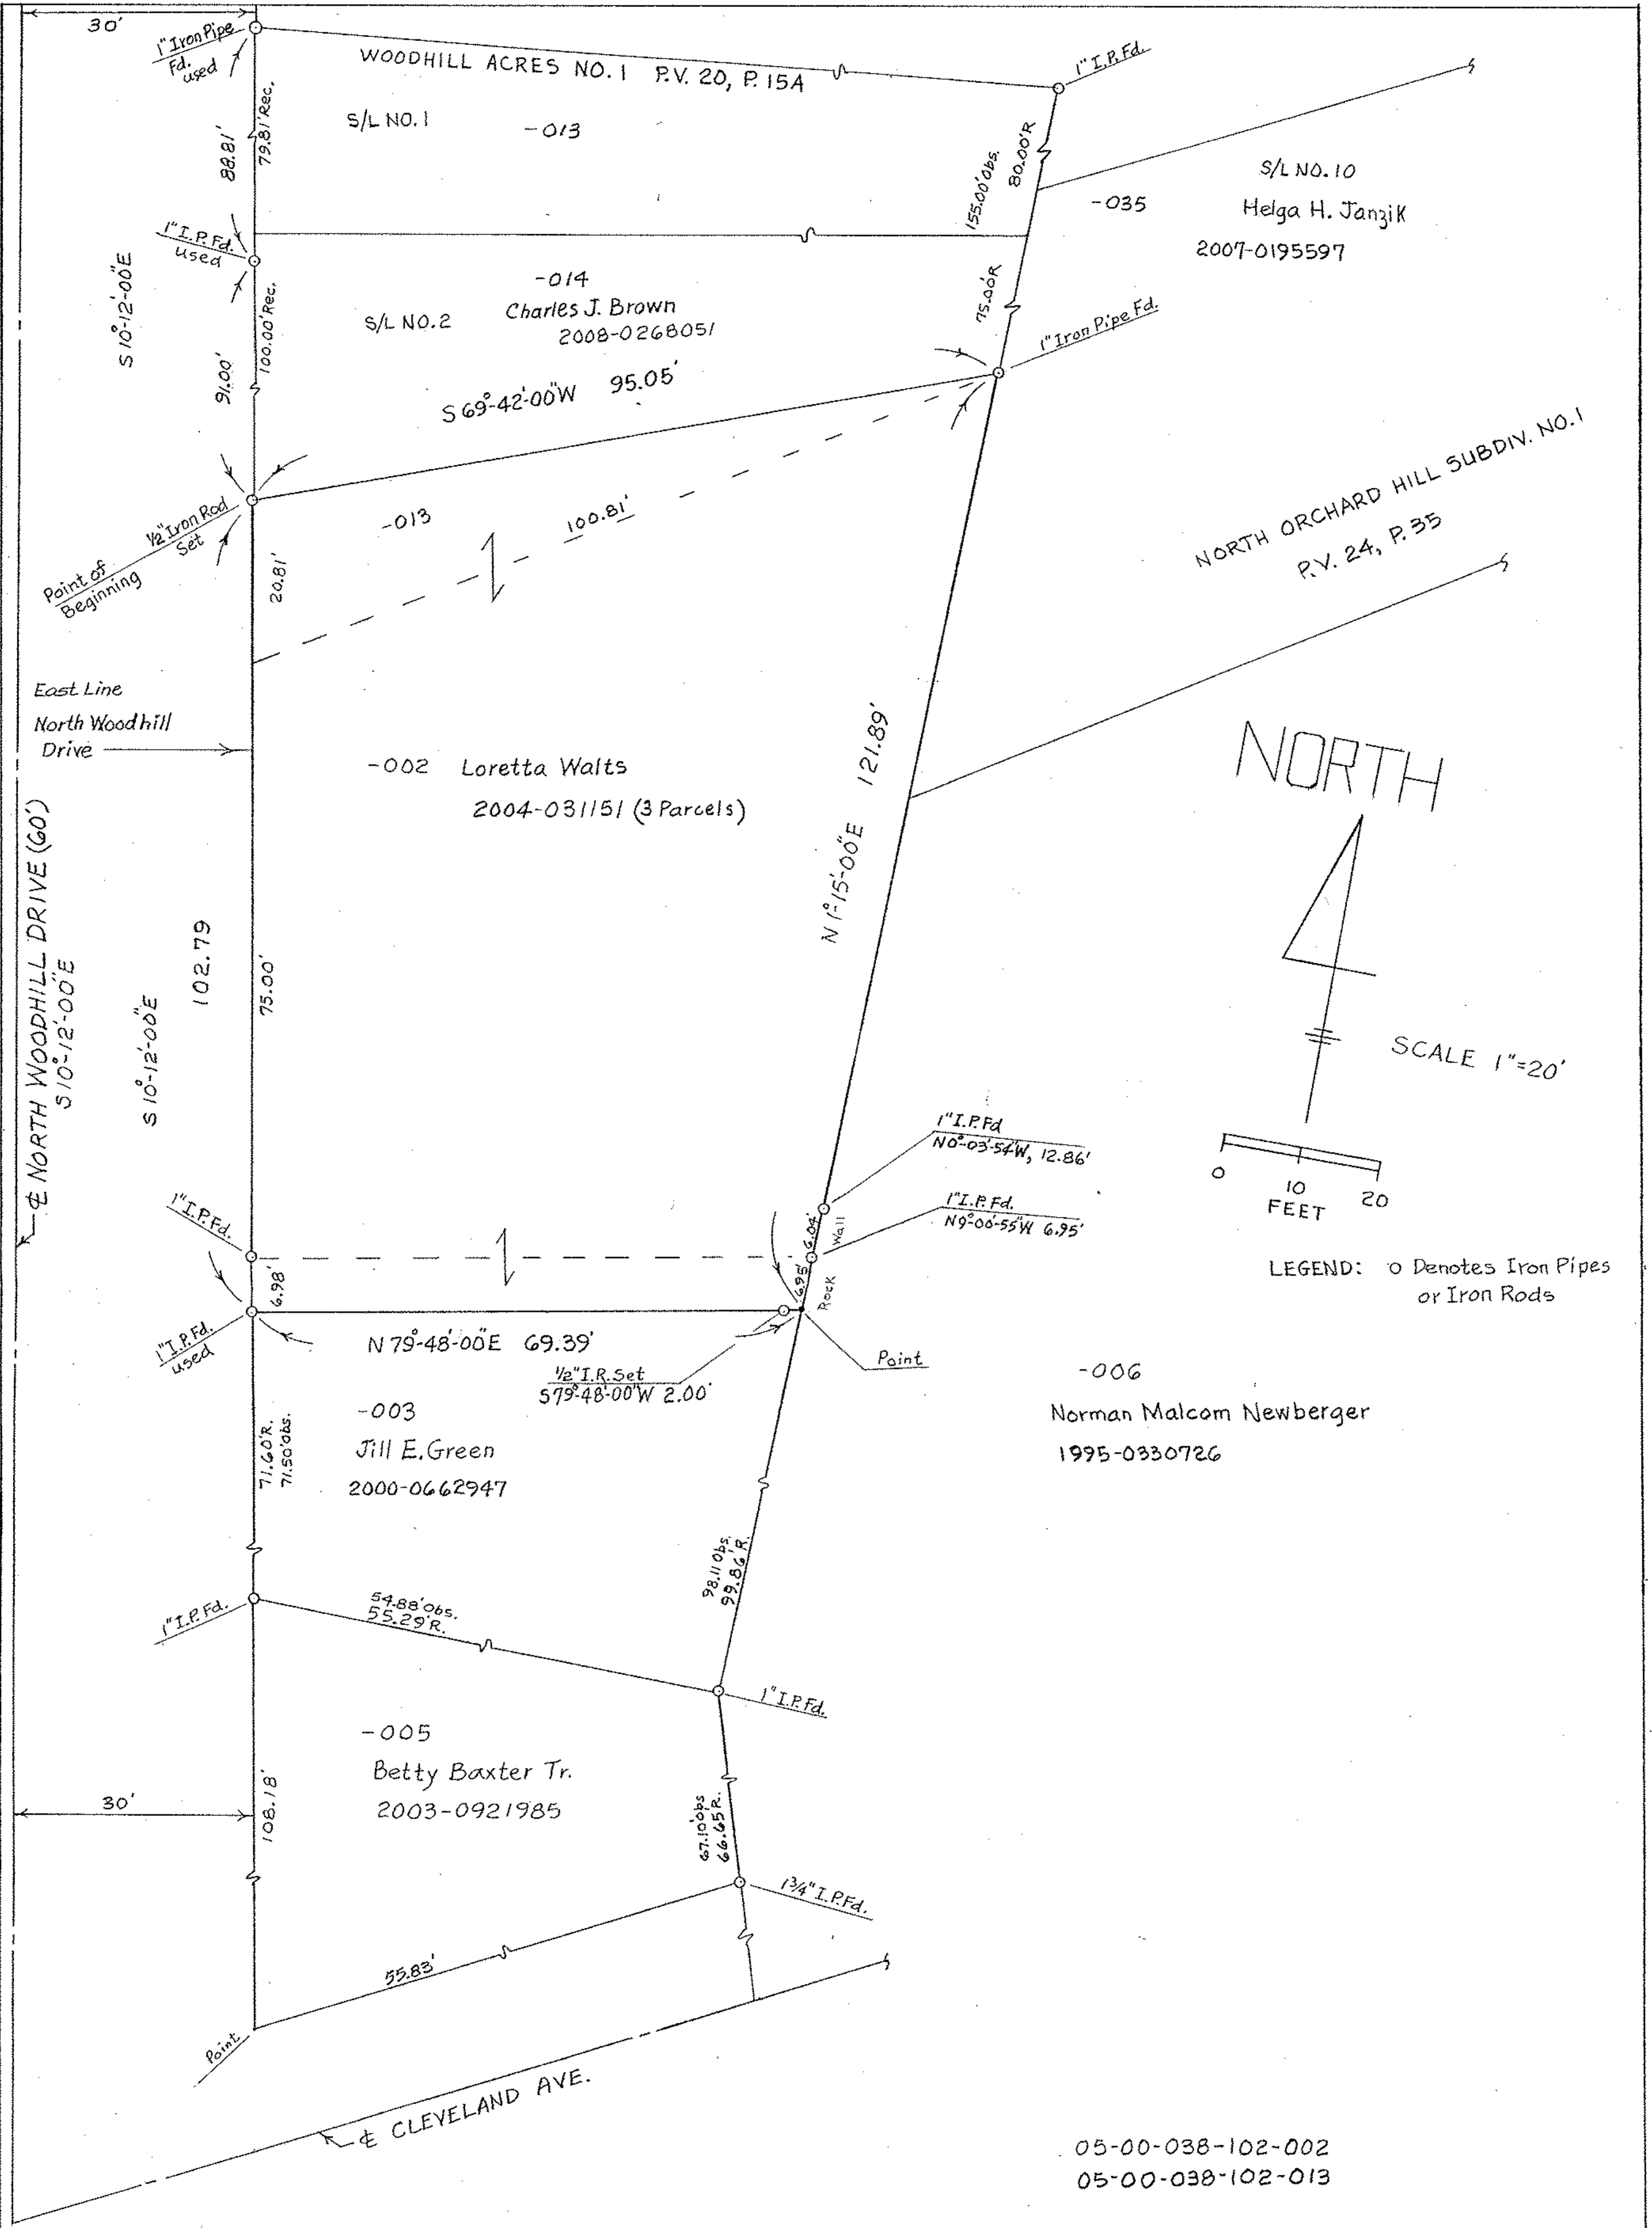 30'
1" Iron Pipe
Fd.
used
WOODHILL ACRES NO. 1 P.V. 20, P. 15A
1" I.P. Fd.
S/L NO. 1
-013
88.81'
79.81' Rec.
155.00' Obs.
80.00' R
S/L NO. 10
-035
Helga H. Janzik
2007-0195597
1" I.P. Fd.
used
S 10°-12'-00"E
-014
S/L NO. 2
Charles J. Brown
2008-0268051
91.00'
100.00' Rec.
75.00' R
1" Iron Pipe Fd.
S 69°-42'-00"W 95.05'
NORTH ORCHARD HILL SUBDIV. NO. 1
P.V. 24, P. 35
1/2" Iron Rod
Set
Point of
Beginning
-013
100.81'
20.81'
East Line
North Woodhill
Drive
-002 Loretta Walts
2004-0311151 (3 Parcels)
N 1°-15'-00"E 121.89'
NORTH
℄ NORTH WOODHILL DRIVE (60')
S 10°-12'-00"E
S 10°-12'-00"E
102.79
75.00'
SCALE 1"=20'
0 10 20
FEET
1" I.P. Fd
N0°-03'-54"W, 12.86'
1" I.P. Fd.
N9°-00'-55"W 6.95'
6.04'
6.95'
Rock Wall
LEGEND: o Denotes Iron Pipes
or Iron Rods
1" I.P. Fd.
6.98'
1" I.P. Fd.
used
N 79°-48'-00"E 69.39'
1/2" I.R. Set
S79°-48'-00"W 2.00'
Point
-006
Norman Malcom Newberger
1995-0330726
-003
Jill E. Green
2000-0662947
71.60' R.
71.50' Obs.
98.11 Obs.
99.86' R.
1" I.P. Fd.
54.88' Obs.
55.29' R.
1" I.P. Fd.
-005
Betty Baxter Tr.
2003-0921985
30'
108.18'
67.10' Obs
66.65' R.
1 3/4" I.P. Fd.
55.83'
Point
℄ CLEVELAND AVE.
05-00-038-102-002
05-00-038-102-013